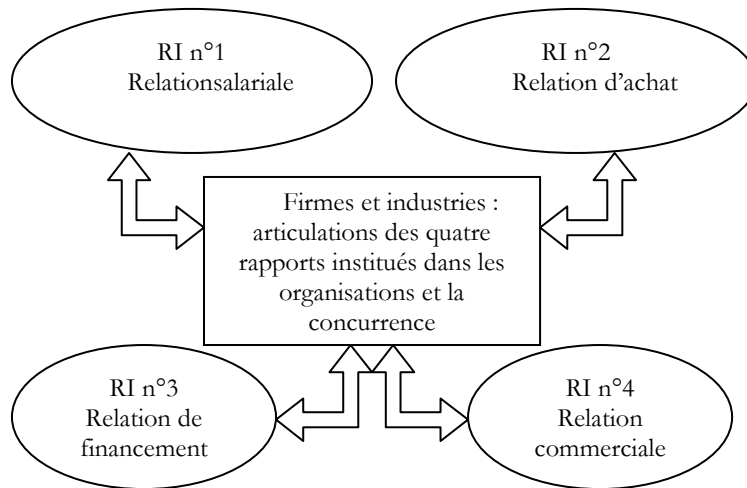 RI n°1
Relationsalariale
RI n°2
Relation d’achat
Firmes et industries :
articulations des quatre
rapports institués dans les
organisations et la
concurrence
RI n°3
Relation de
financement
RI n°4
Relation
commerciale